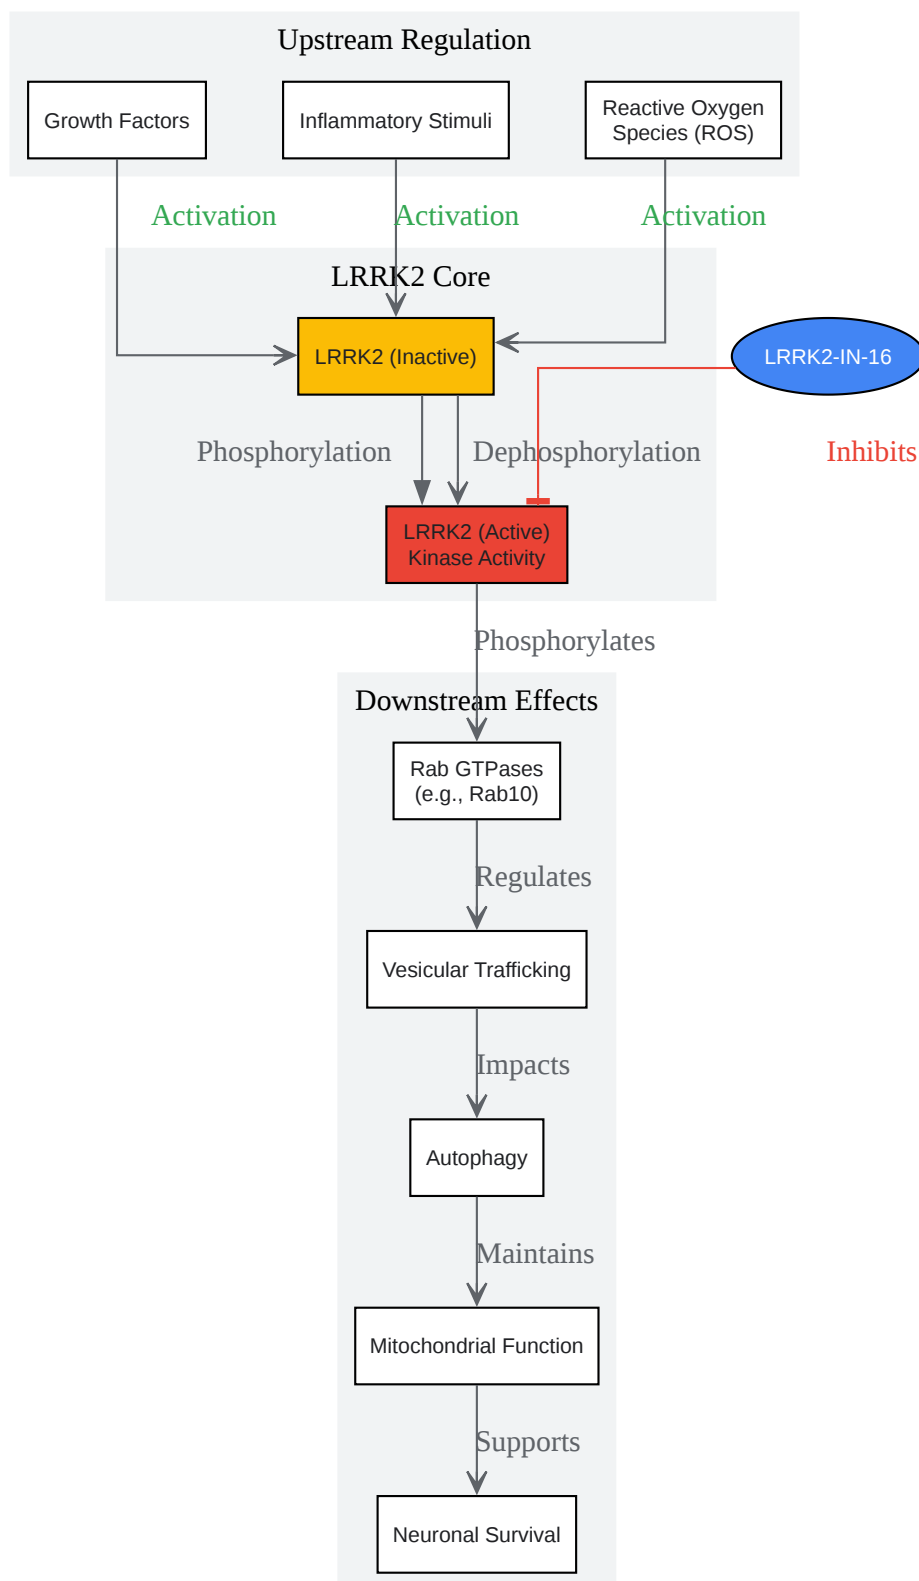 Upstream Regulation
Growth Factors
Inflammatory Stimuli
Reactive Oxygen
Species (ROS)
Activation
Activation
Activation
LRRK2 Core
LRRK2 (Inactive)
LRRK2-IN-16
Phosphorylation
Dephosphorylation
Inhibits
LRRK2 (Active)
Kinase Activity
Phosphorylates
Downstream Effects
Rab GTPases
(e.g., Rab10)
Regulates
Vesicular Trafficking
Impacts
Autophagy
Maintains
Mitochondrial Function
Supports
Neuronal Survival